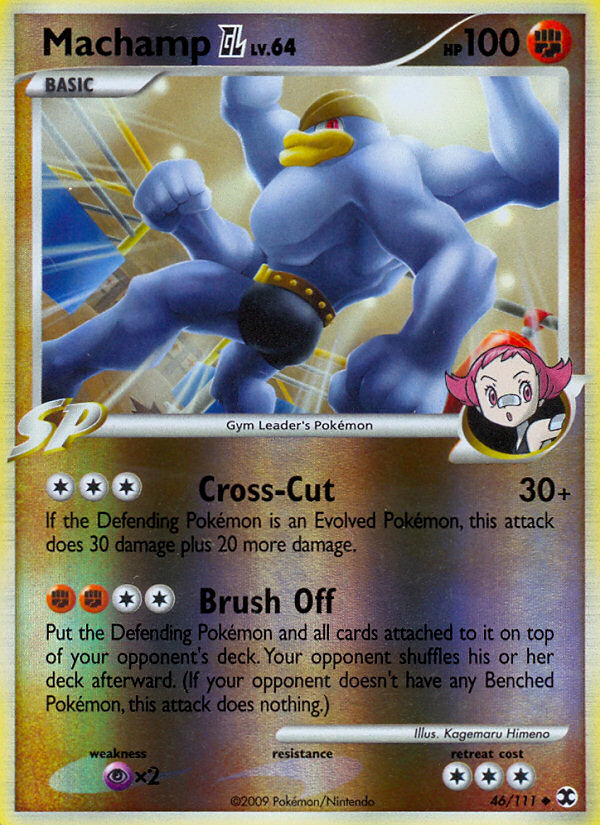 Machamp GL LV.64 HP 100
BASIC
SP
Gym Leader's Pokémon
Cross-Cut 30+
If the Defending Pokémon is an Evolved Pokémon, this attack
does 30 damage plus 20 more damage.
Brush Off
Put the Defending Pokémon and all cards attached to it on top
of your opponent's deck. Your opponent shuffles his or her
deck afterward. (If your opponent doesn't have any Benched
Pokémon, this attack does nothing.)
Illus. Kagemaru Himeno
weakness resistance retreat cost
×2
©2009 Pokémon/Nintendo 46/111